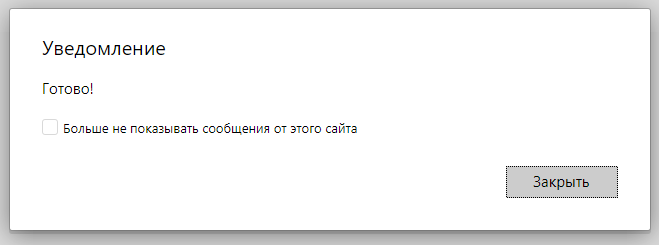 Уведомление
Готово!
Больше не показывать сообщения от этого сайта
Закрыть